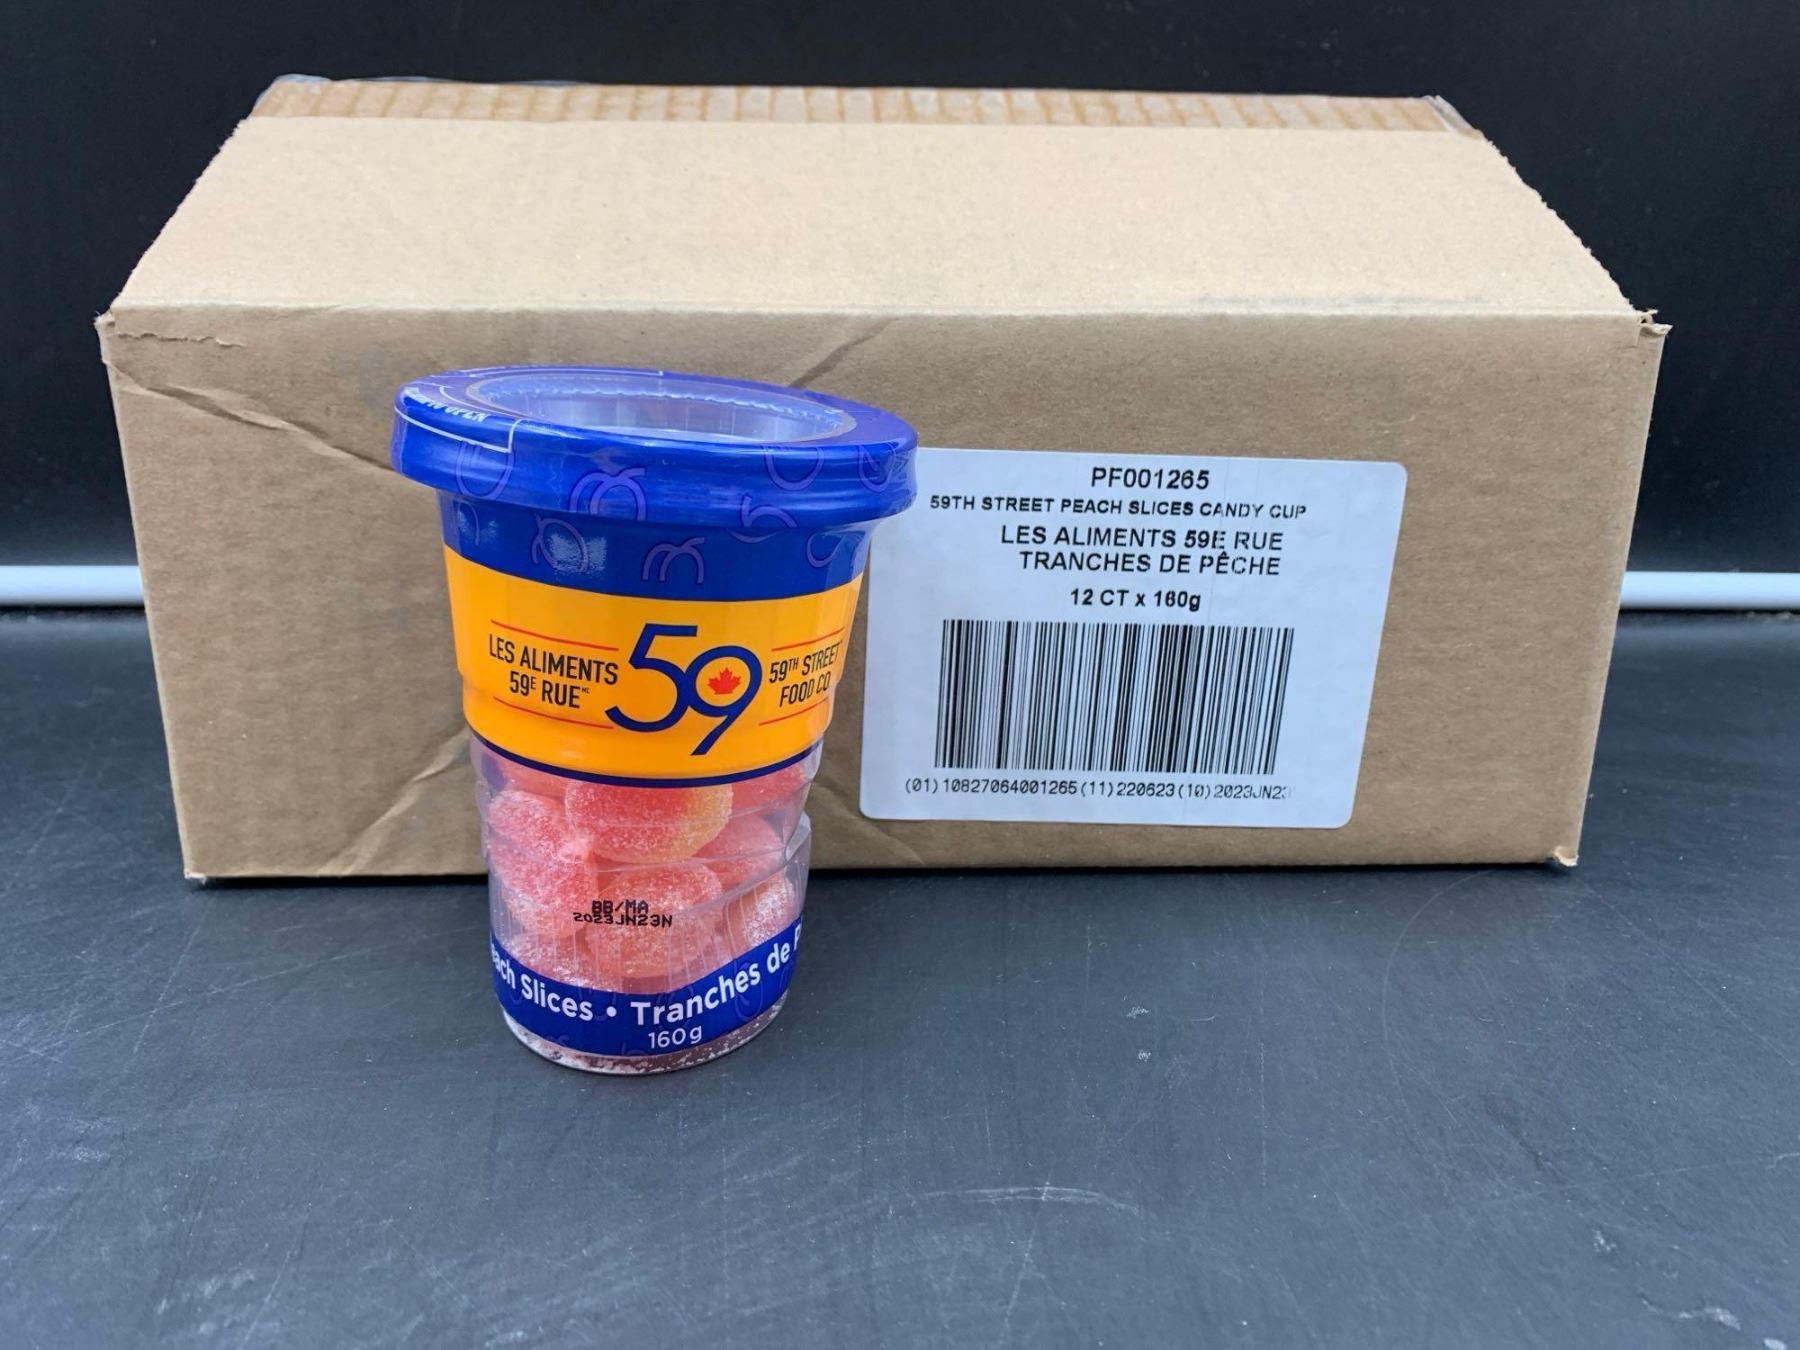 OPEN
LES ALIMENTS
59E RUE MC
59
59TH STREET
FOOD CO
BB/MA
2023JN23N
Slices • Tranches de
160g
PF001265
59TH STREET PEACH SLICES CANDY CUP
LES ALIMENTS 59E RUE
TRANCHES DE PÊCHE
12 CT x 160g
(01)10827064001265(11)220623(10)2023JN23